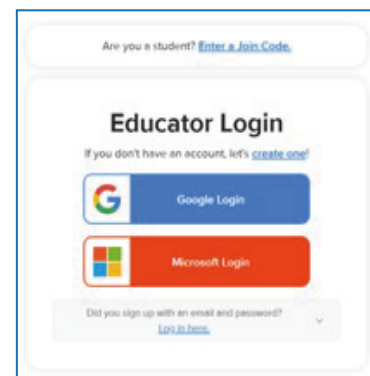 Are you a student? Enter a Join Code.
Educator Login
If you don't have an account, let's create one!
Google Login
Microsoft Login
Did you sign up with an email and password?
Log in here.